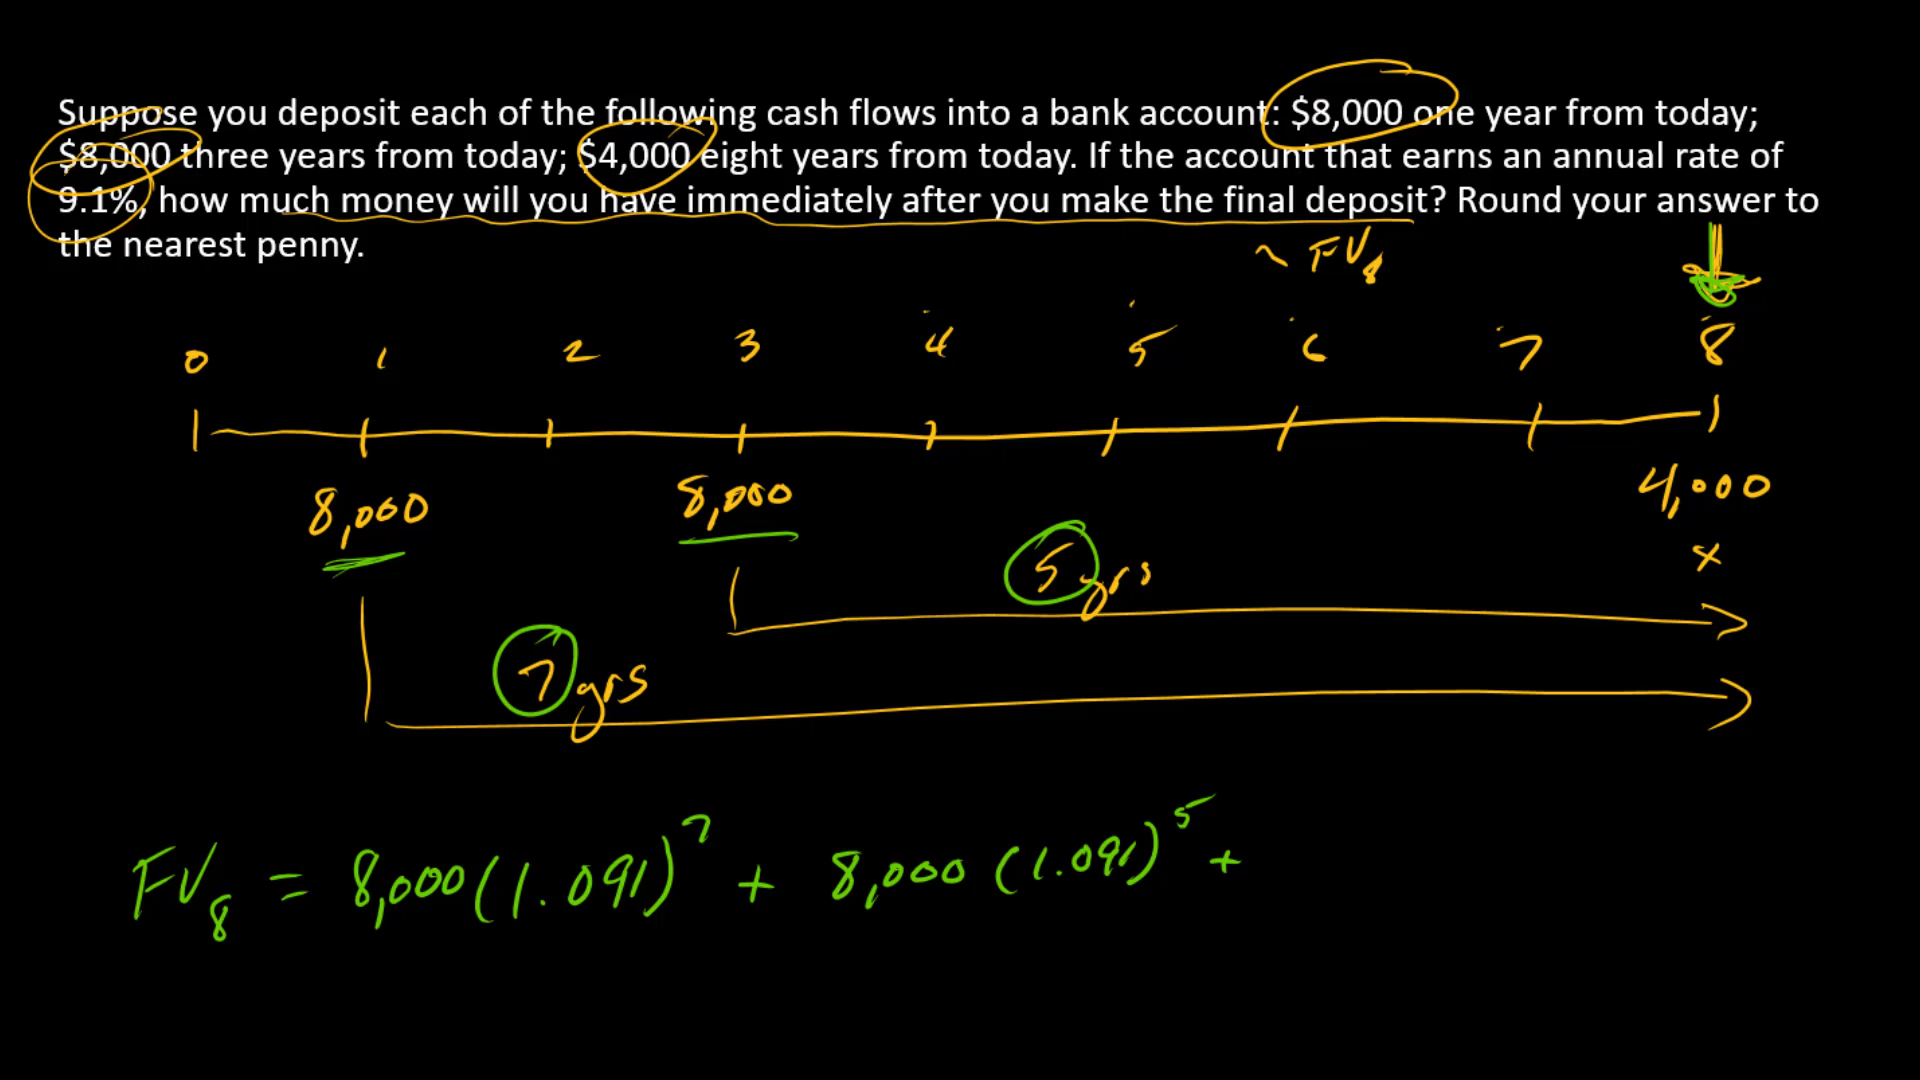 Suppose you deposit each of the following cash flows into a bank account: $8,000 one year from today;
$8,000 three years from today; $4,000 eight years from today. If the account that earns an annual rate of
9.1%, how much money will you have immediately after you make the final deposit? Round your answer to
the nearest penny.
~ FV8
0 1 2 3 4 5 6 7 8
8,000 8,000 4,000
5 yrs x
7 yrs
FV8 = 8,000(1.091)^7 + 8,000 (1.091)^5 +